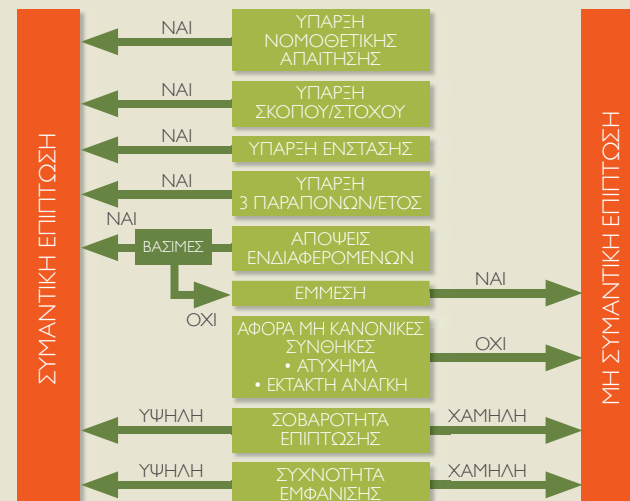 ΣΥΜΑΝΤΙΚΗ ΕΠΙΠΤΩΣΗ
ΝΑΙ
ΥΠΑΡΞΗ
ΝΟΜΟΘΕΤΙΚΗΣ
ΑΠΑΙΤΗΣΗΣ
ΝΑΙ
ΥΠΑΡΞΗ
ΣΚΟΠΟΥ/ΣΤΟΧΟΥ
ΝΑΙ
ΥΠΑΡΞΗ ΕΝΣΤΑΣΗΣ
ΝΑΙ
ΥΠΑΡΞΗ
3 ΠΑΡΑΠΟΝΩΝ/ΕΤΟΣ
ΝΑΙ
ΒΑΣΙΜΕΣ
ΑΠΟΨΕΙΣ
ΕΝΔΙΑΦΕΡΟΜΕΝΩΝ
ΟΧΙ
ΕΜΜΕΣΗ
ΝΑΙ
ΑΦΟΡΑ ΜΗ ΚΑΝΟΝΙΚΕΣ
ΣΥΝΘΗΚΕΣ
• ΑΤΥΧΗΜΑ
• ΕΚΤΑΚΤΗ ΑΝΑΓΚΗ
ΟΧΙ
ΥΨΗΛΗ
ΣΟΒΑΡΟΤΗΤΑ
ΕΠΙΠΤΩΣΗΣ
ΧΑΜΗΛΗ
ΥΨΗΛΗ
ΣΥΧΝΟΤΗΤΑ
ΕΜΦΑΝΙΣΗΣ
ΧΑΜΗΛΗ
ΜΗ ΣΥΜΑΝΤΙΚΗ ΕΠΙΠΤΩΣΗ